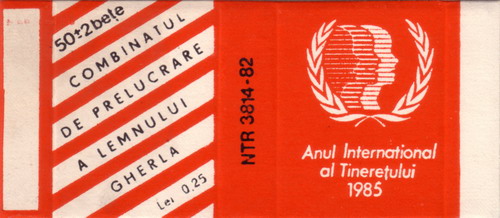 50±2bețe
COMBINATUL
DE PRELUCRARE
A LEMNULUI
GHERLA
Lei 0.25
NTR 3814-82
Anul International
al Tineretului
1985